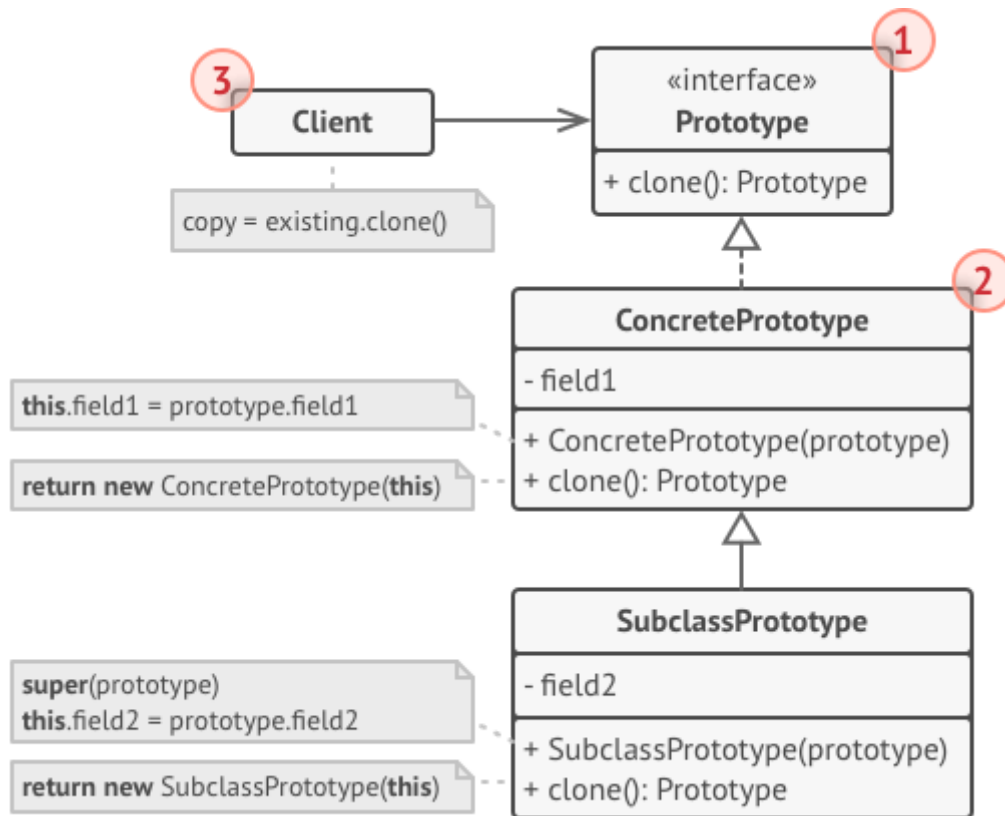 1
«interface»
Prototype
+ clone(): Prototype
3
Client
copy = existing.clone()
2
ConcretePrototype
- field1
+ ConcretePrototype(prototype)
+ clone(): Prototype
this.field1 = prototype.field1
return new ConcretePrototype(this)
SubclassPrototype
- field2
+ SubclassPrototype(prototype)
+ clone(): Prototype
super(prototype)
this.field2 = prototype.field2
return new SubclassPrototype(this)